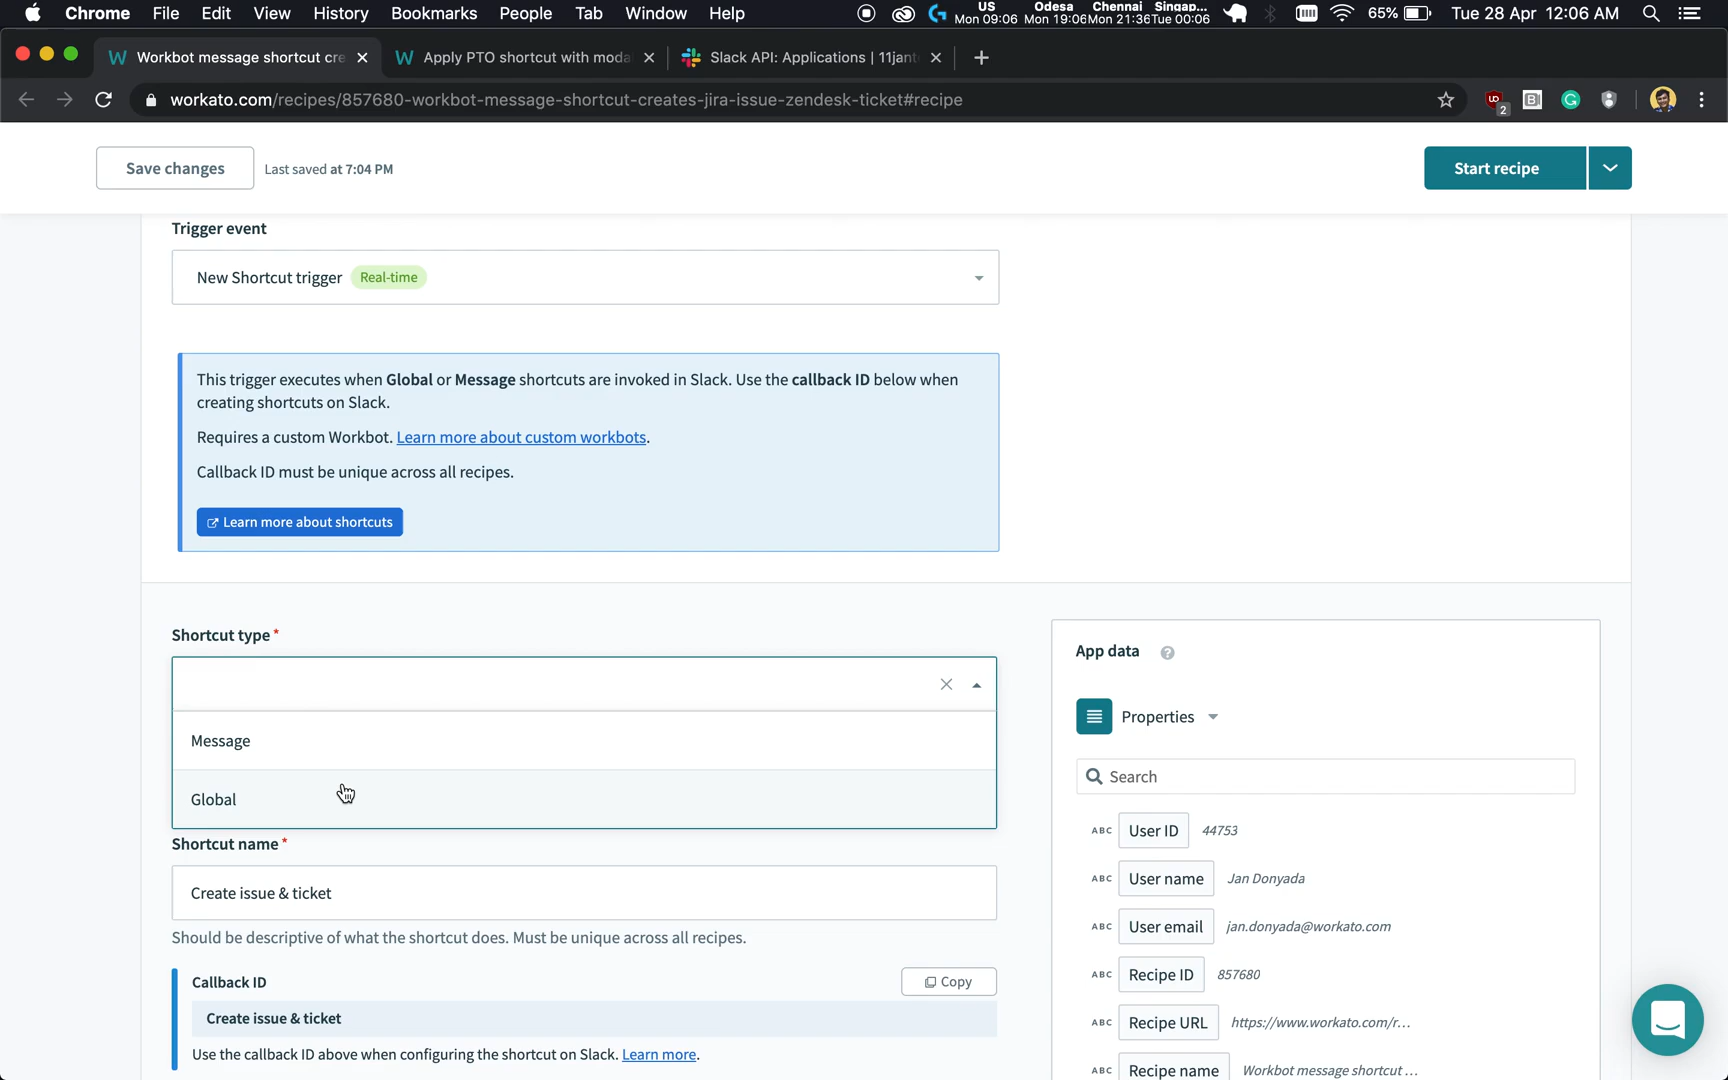 Chrome File Edit View History Bookmarks People Tab Window Help
US Mon 09:06 Odesa Mon 19:06 Chennai Mon 21:36 Singap... Tue 00:06
65% Tue 28 Apr 12:06 AM
Workbot message shortcut cre
Apply PTO shortcut with moda
Slack API: Applications | 11jant
workato.com/recipes/857680-workbot-message-shortcut-creates-jira-issue-zendesk-ticket#recipe
2
Save changes
Last saved at 7:04 PM
Start recipe
Trigger event
New Shortcut trigger Real-time
This trigger executes when Global or Message shortcuts are invoked in Slack. Use the callback ID below when
creating shortcuts on Slack.
Requires a custom Workbot. Learn more about custom workbots.
Callback ID must be unique across all recipes.
Learn more about shortcuts
Shortcut type *
Message
Global
Shortcut name *
Create issue & ticket
Should be descriptive of what the shortcut does. Must be unique across all recipes.
Callback ID
Copy
Create issue & ticket
Use the callback ID above when configuring the shortcut on Slack. Learn more.
App data ?
Properties
Search
ABC User ID 44753
ABC User name Jan Donyada
ABC User email jan.donyada@workato.com
ABC Recipe ID 857680
ABC Recipe URL https://www.workato.com/r...
ABC Recipe name Workbot message shortcut ...